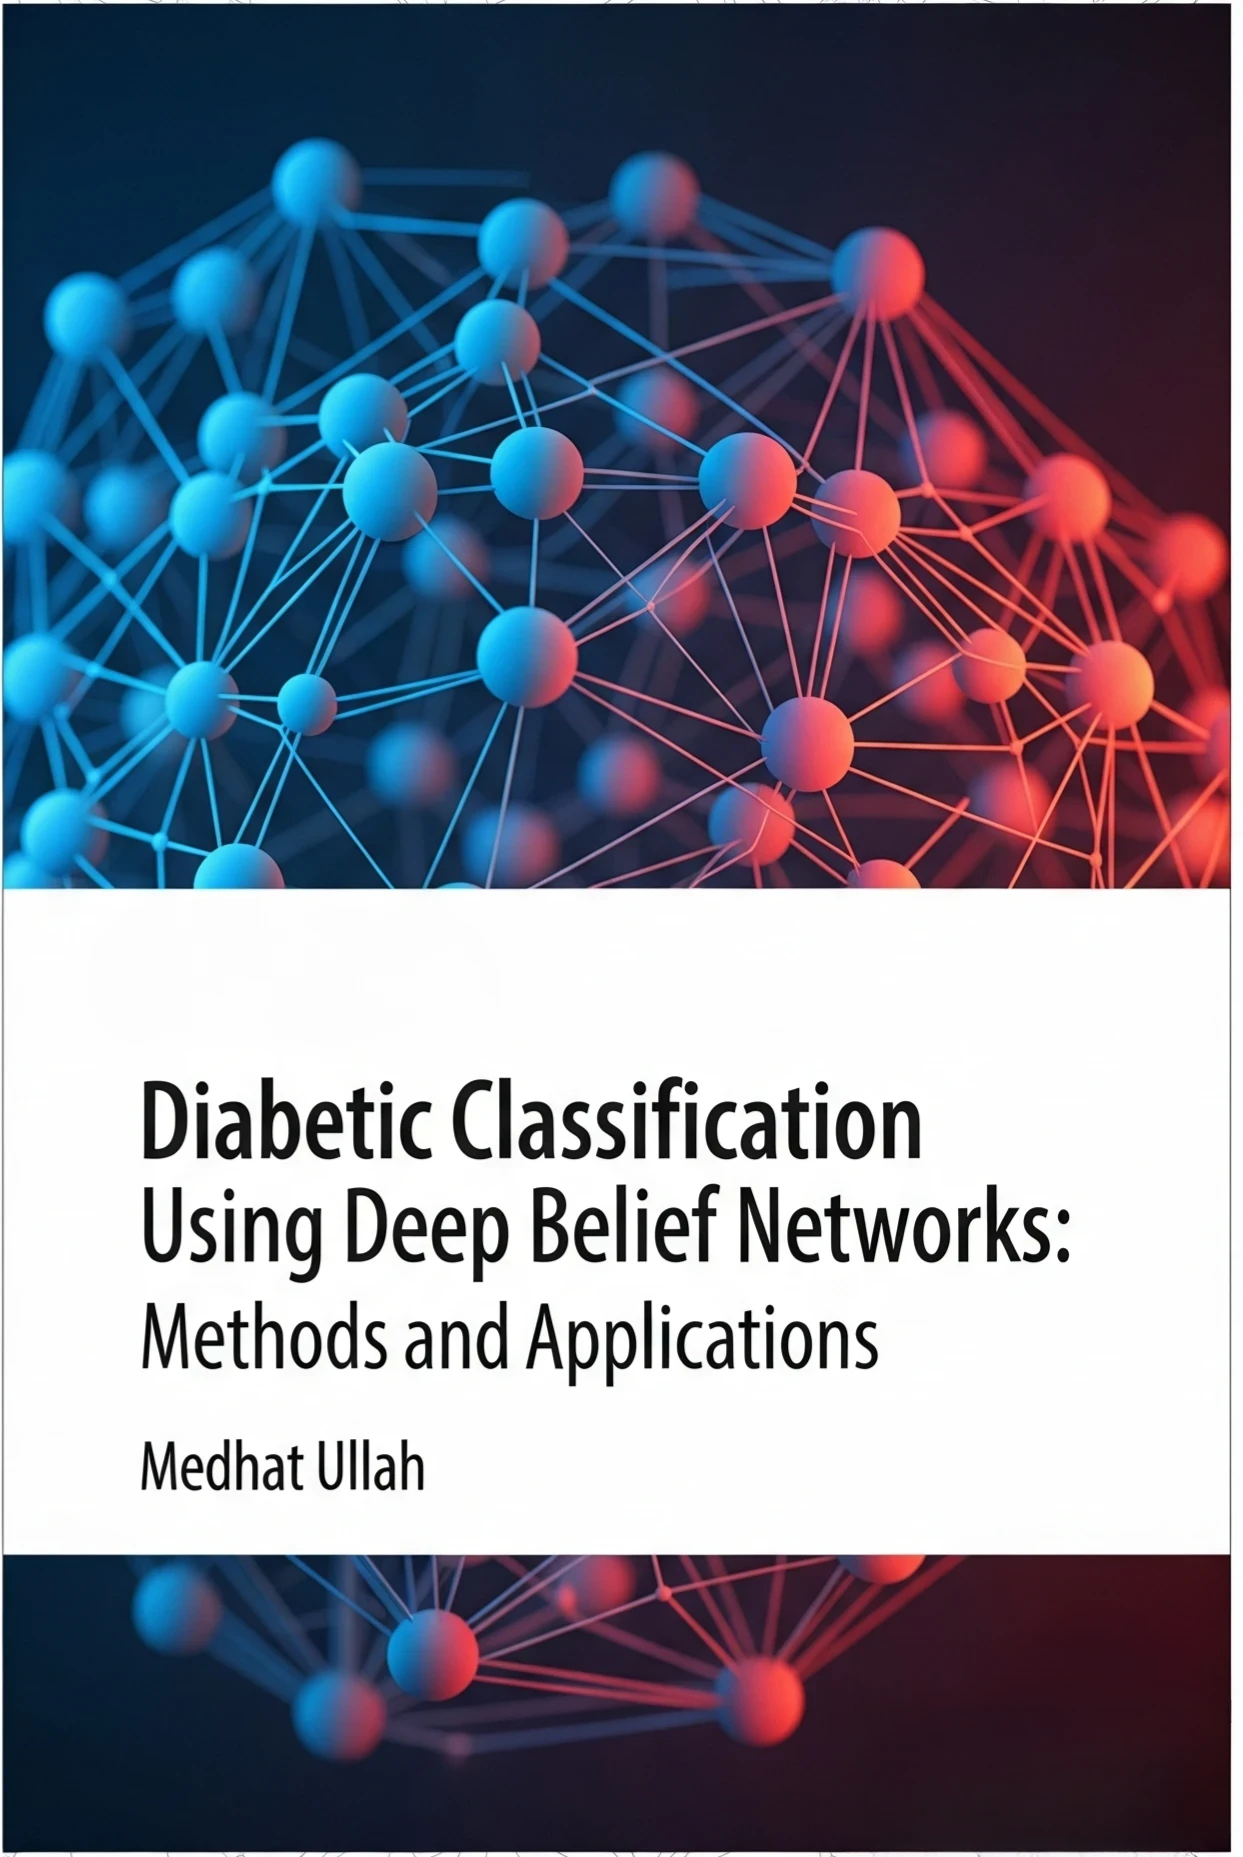 Diabetic Classification
Using Deep Belief Networks:
Methods and Applications
Medhat Ullah